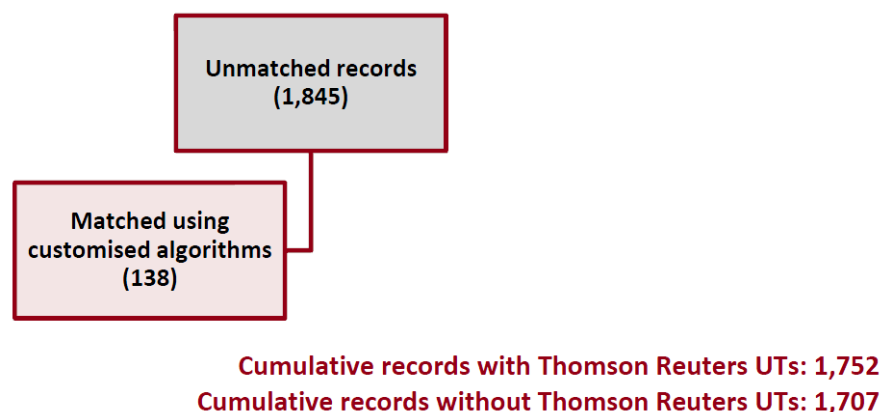 Unmatched records
(1,845)
Matched using
customised algorithms
(138)
Cumulative records with Thomson Reuters UTs: 1,752
Cumulative records without Thomson Reuters UTs: 1,707